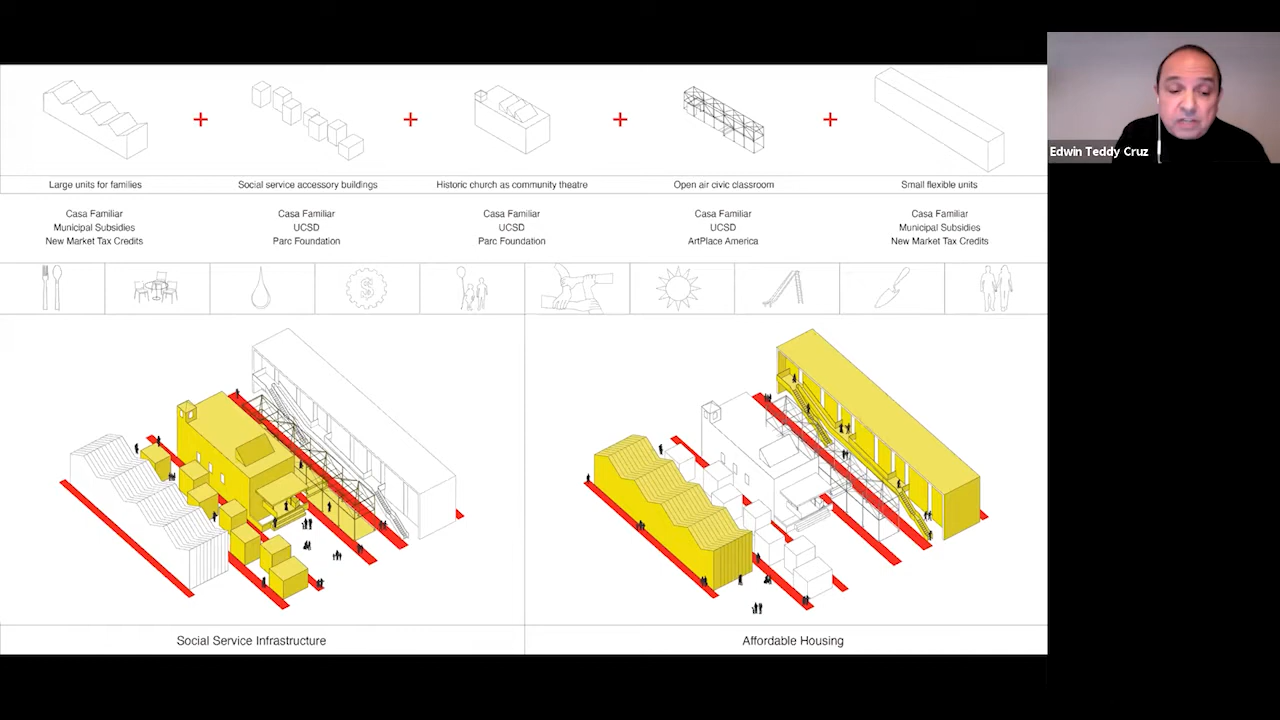 Edwin Teddy Cruz
+ + + +
Large units for families
Social service accessory buildings
Historic church as community theatre
Open air civic classroom
Small flexible units
Casa Familiar
Municipal Subsidies
New Market Tax Credits
Casa Familiar
UCSD
Parc Foundation
Casa Familiar
UCSD
Parc Foundation
Casa Familiar
UCSD
ArtPlace America
Casa Familiar
Municipal Subsidies
New Market Tax Credits
$
Social Service Infrastructure
Affordable Housing